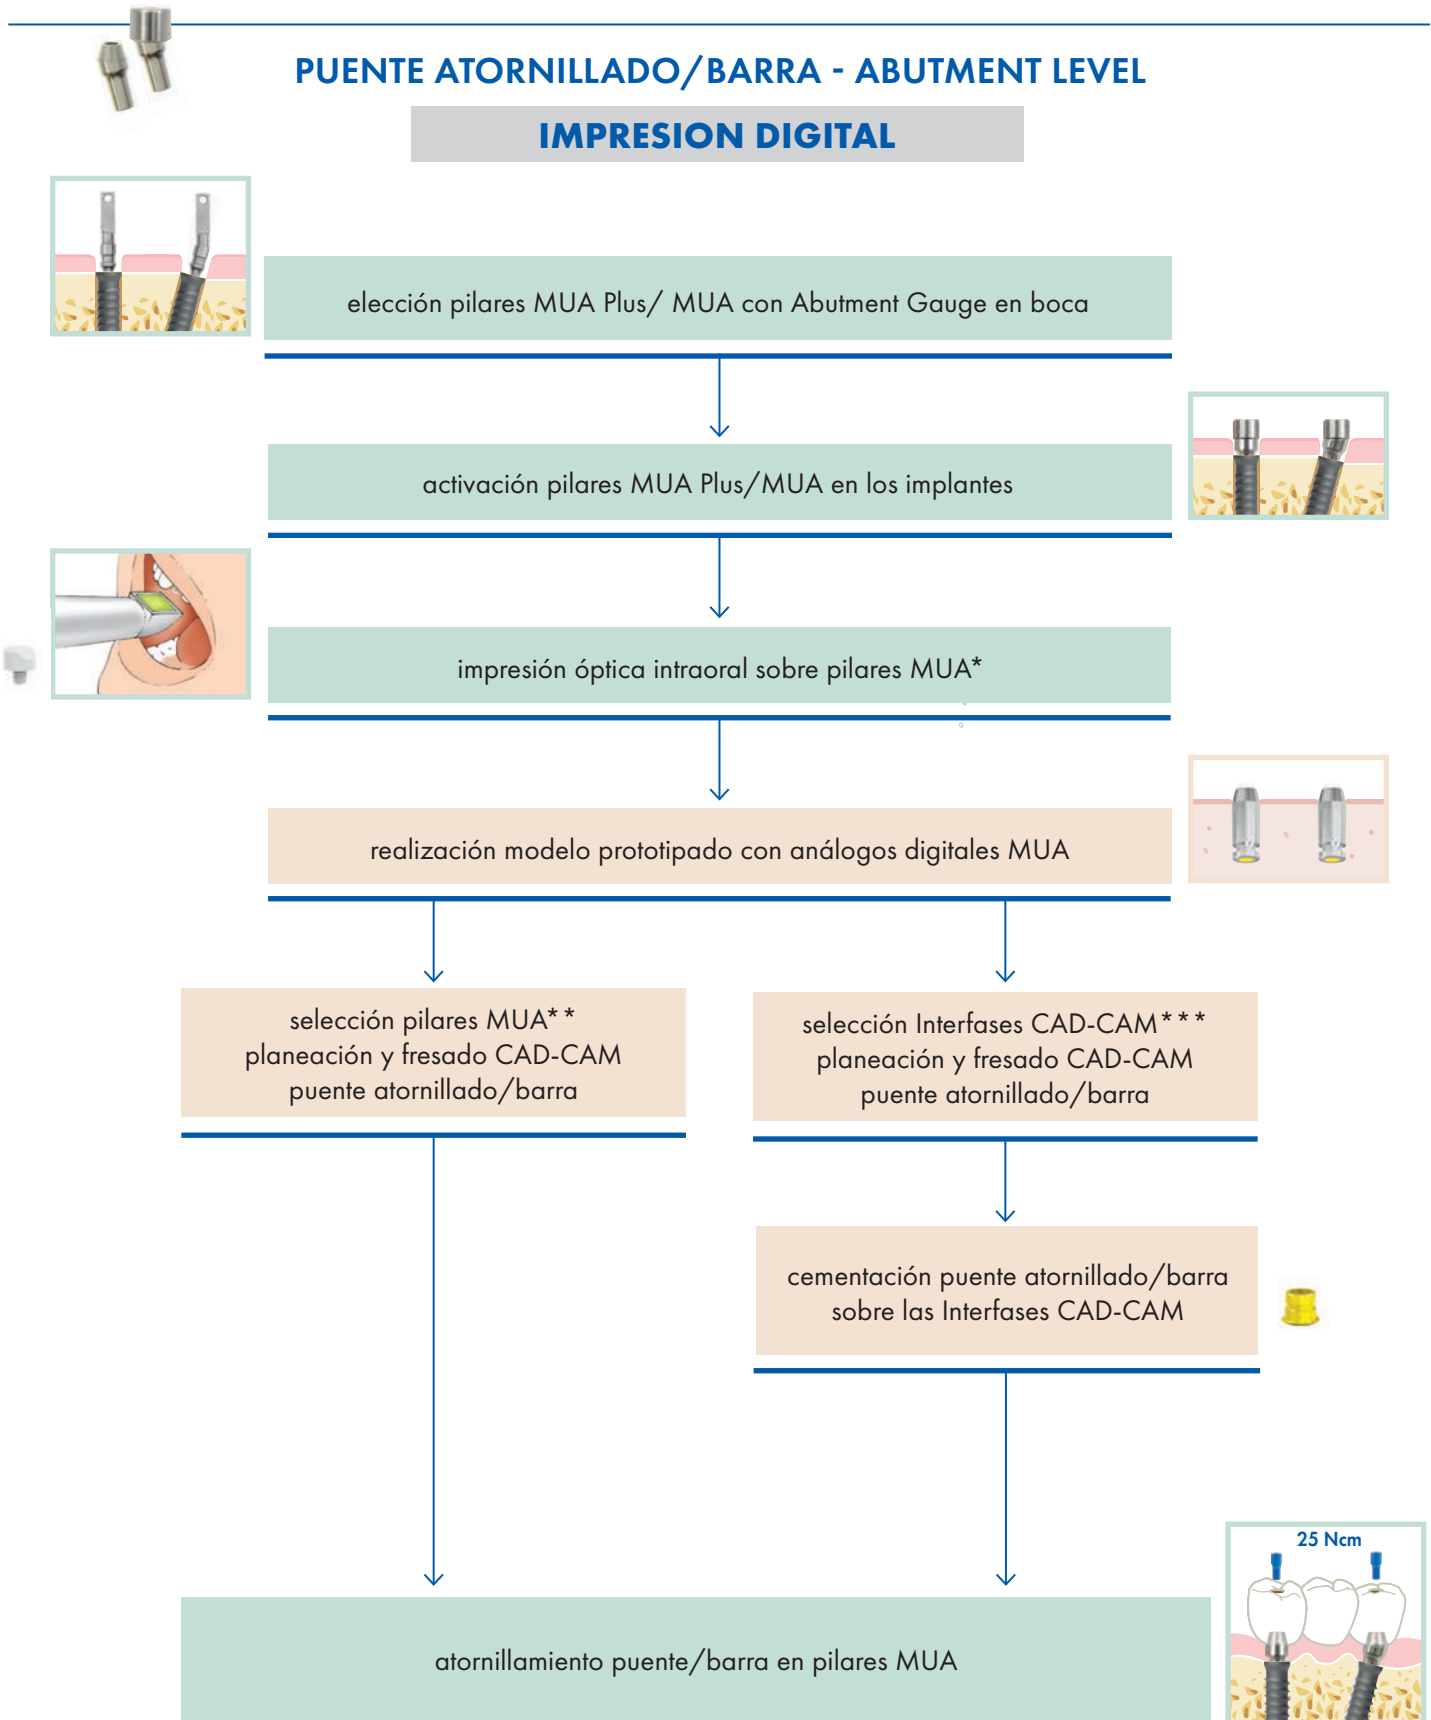 PUENTE ATORNILLADO/BARRA - ABUTMENT LEVEL
IMPRESION DIGITAL
elección pilares MUA Plus/ MUA con Abutment Gauge en boca
activación pilares MUA Plus/MUA en los implantes
impresión óptica intraoral sobre pilares MUA*
realización modelo prototipado con análogos digitales MUA
selección pilares MUA**
planeación y fresado CAD-CAM
puente atornillado/barra
selección Interfases CAD-CAM***
planeación y fresado CAD-CAM
puente atornillado/barra
cementación puente atornillado/barra
sobre las Interfases CAD-CAM
25 Ncm
atornillamiento puente/barra en pilares MUA